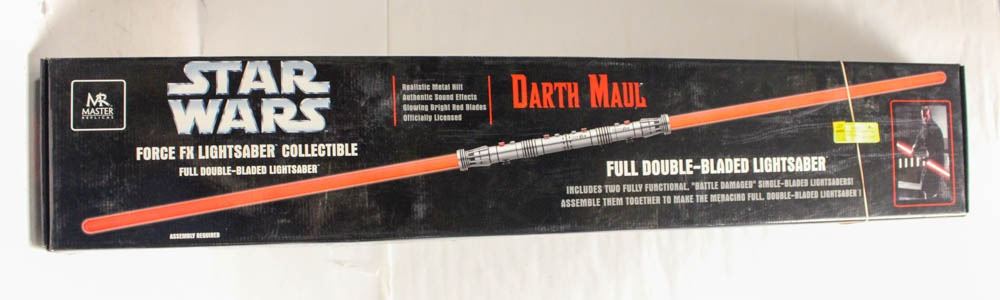 MR
MASTER
REPLICAS
STAR
WARS
FORCE FX LIGHTSABER COLLECTIBLE
FULL DOUBLE-BLADED LIGHTSABER
Realistic Metal Hilt
Authentic Sound Effects
Glowing Bright Red Blades
Officially Licensed
DARTH MAUL
FULL DOUBLE-BLADED LIGHTSABER
INCLUDES TWO FULLY FUNCTIONAL, "BATTLE DAMAGED" SINGLE-BLADED LIGHTSABERS!
ASSEMBLE THEM TOGETHER TO MAKE THE MENACING FULL, DOUBLE-BLADED LIGHTSABER!
ASSEMBLY REQUIRED